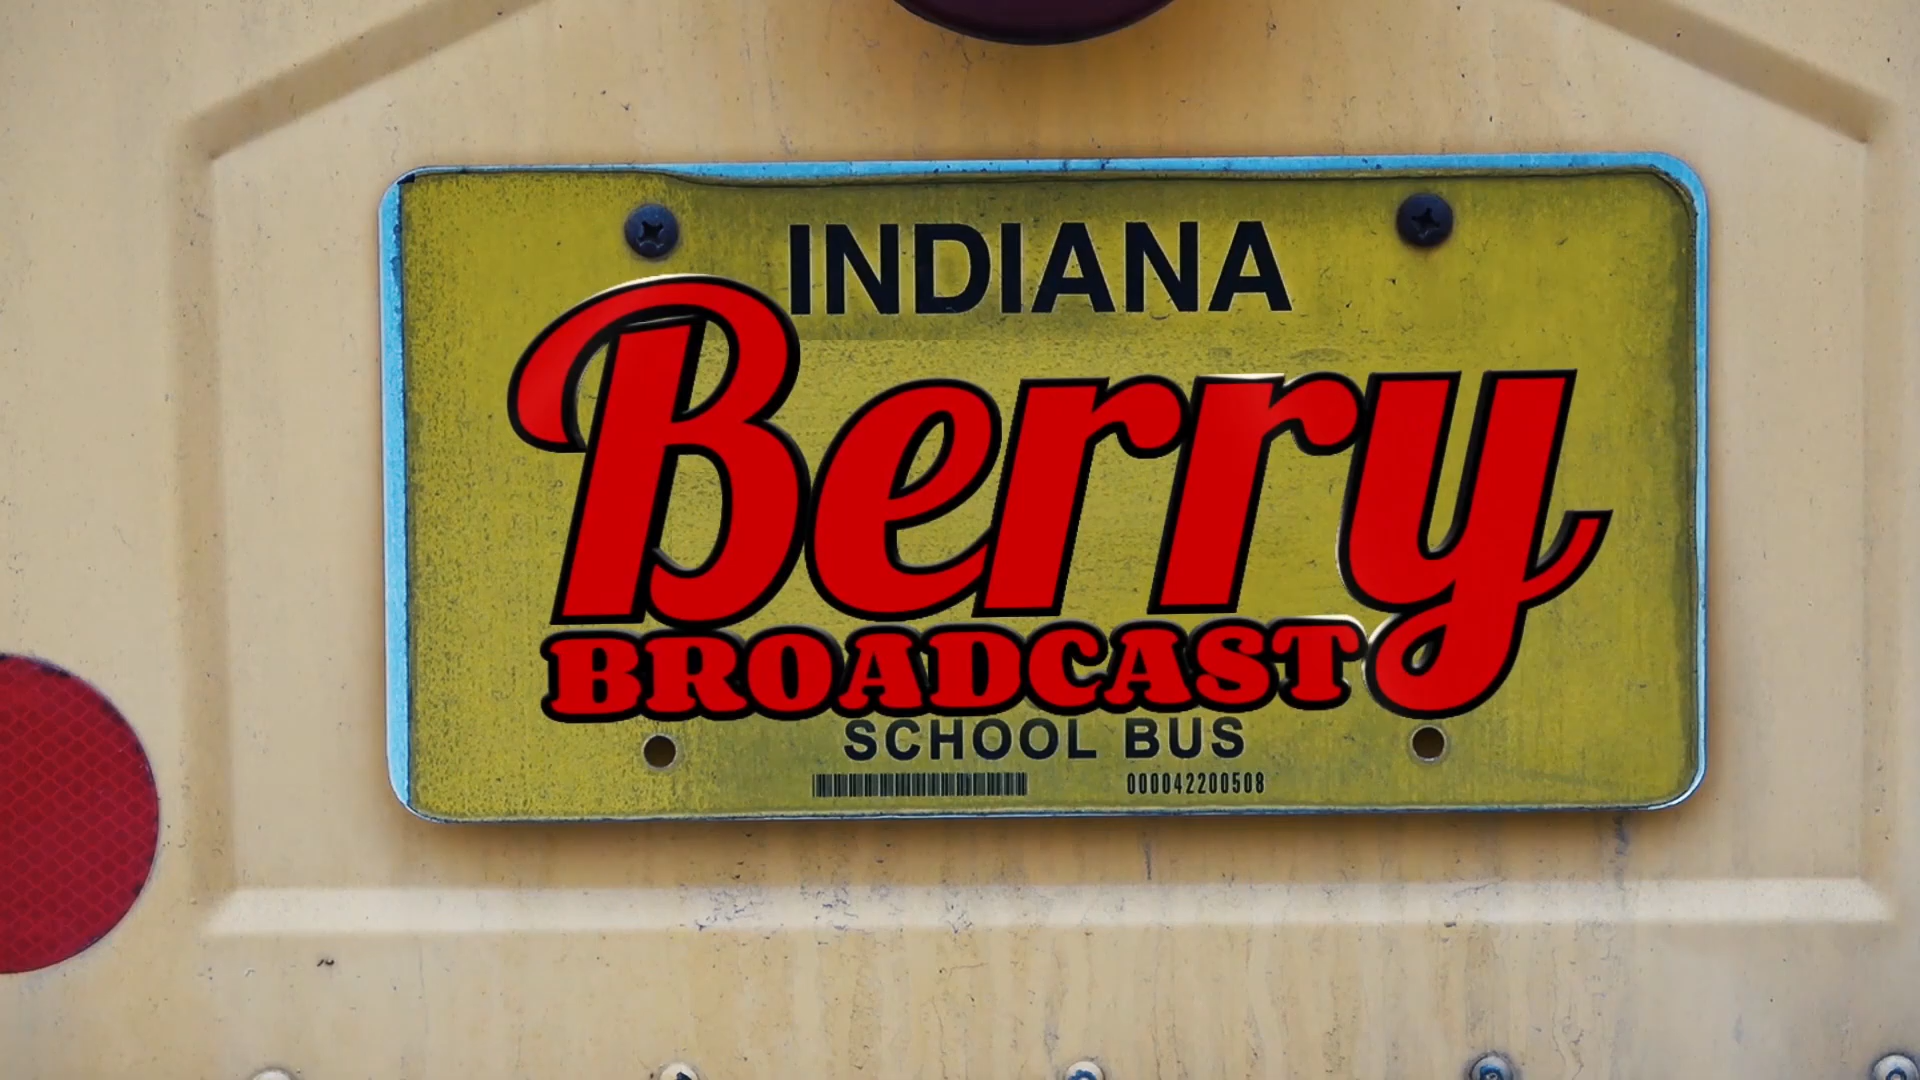 INDIANA
Berry
BROADCAST
SCHOOL BUS
000042200508